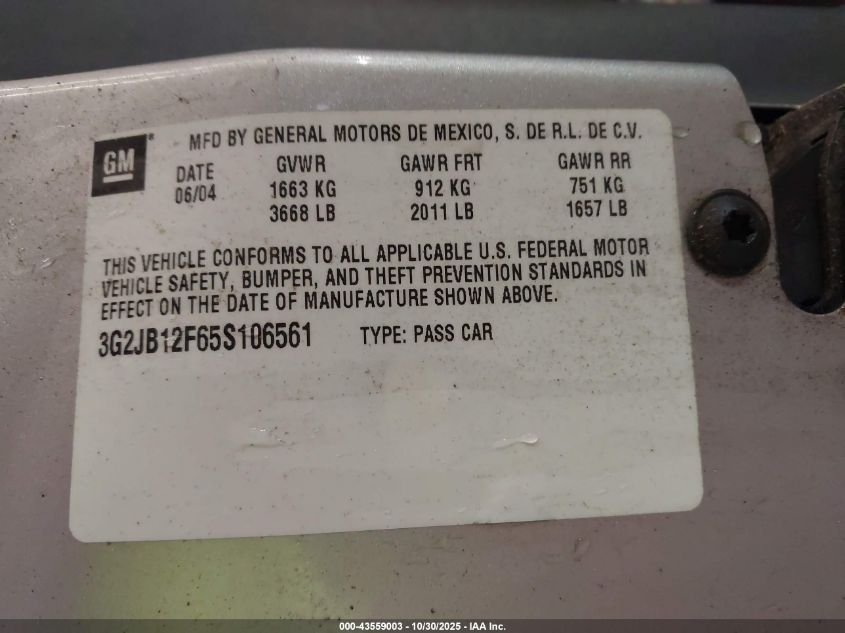 GM
MFD BY GENERAL MOTORS DE MEXICO, S. DE R.L. DE C.V.
DATE GVWR GAWR FRT GAWR RR
06/04 1663 KG 912 KG 751 KG
3668 LB 2011 LB 1657 LB
THIS VEHICLE CONFORMS TO ALL APPLICABLE U.S. FEDERAL MOTOR
VEHICLE SAFETY, BUMPER, AND THEFT PREVENTION STANDARDS IN
EFFECT ON THE DATE OF MANUFACTURE SHOWN ABOVE.
3G2JB12F65S106561 TYPE: PASS CAR
000-43559003 - 10/30/2025 - IAA Inc.